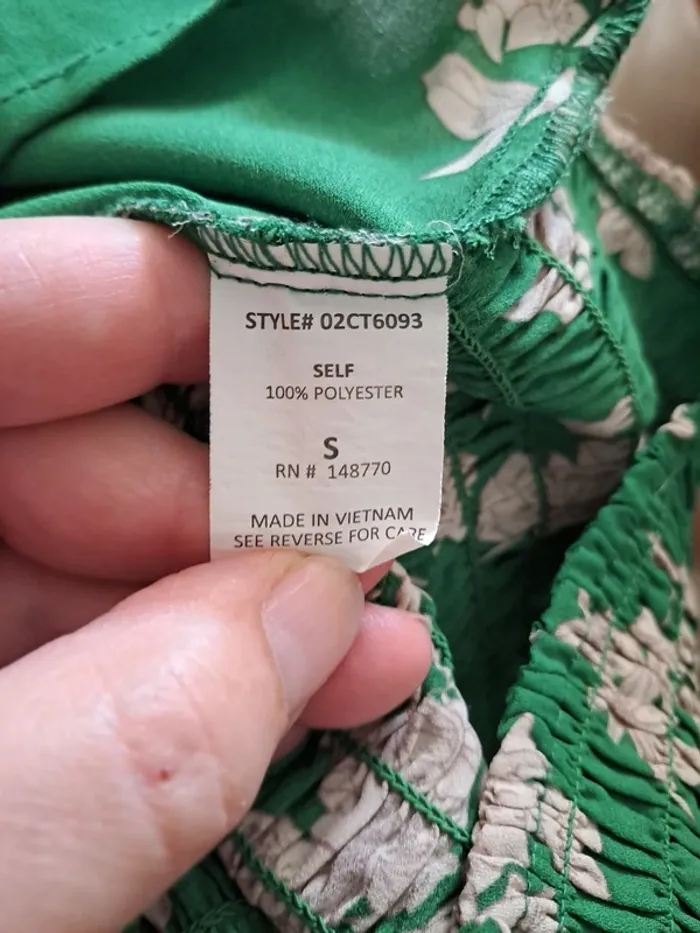 STYLE# 02CT6093
SELF
100% POLYESTER
S
RN # 148770
MADE IN VIETNAM
SEE REVERSE FOR CARE